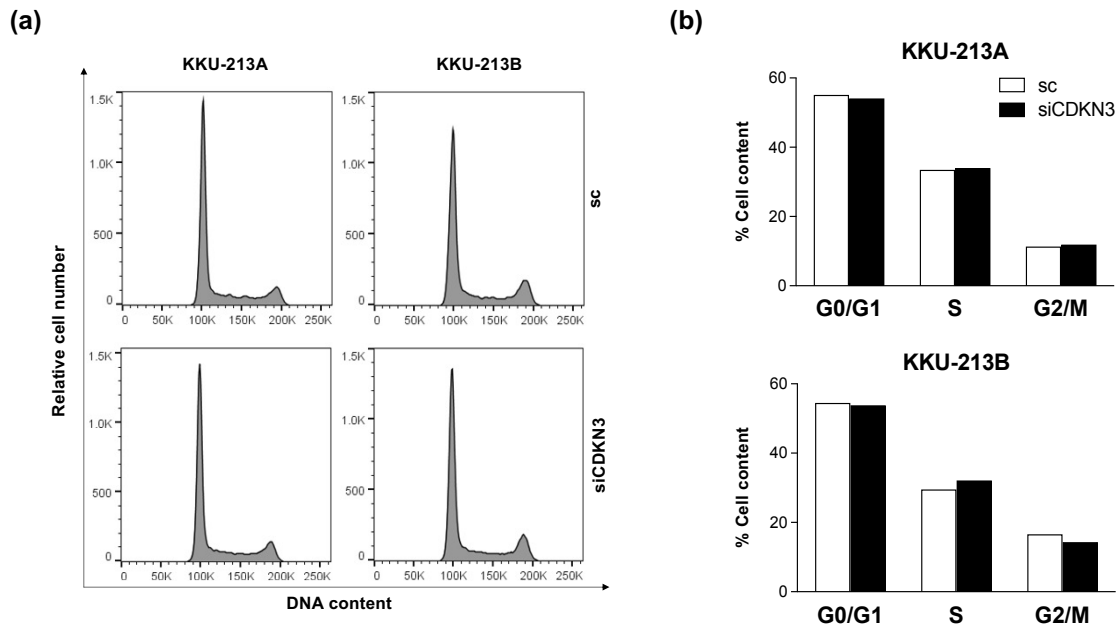 (a)
KKU-213A
KKU-213B
Relative cell number
1.5K
1.0K
500
0
0 50K 100K 150K 200K 250K
1.5K
1.0K
500
0
0 50K 100K 150K 200K 250K
sc
1.5K
1.0K
500
0
0 50K 100K 150K 200K 250K
1.5K
1.0K
500
0
0 50K 100K 150K 200K 250K
siCDKN3
DNA content
(b)
KKU-213A
% Cell content
60
40
20
0
sc
siCDKN3
G0/G1 S G2/M
KKU-213B
% Cell content
60
40
20
0
G0/G1 S G2/M